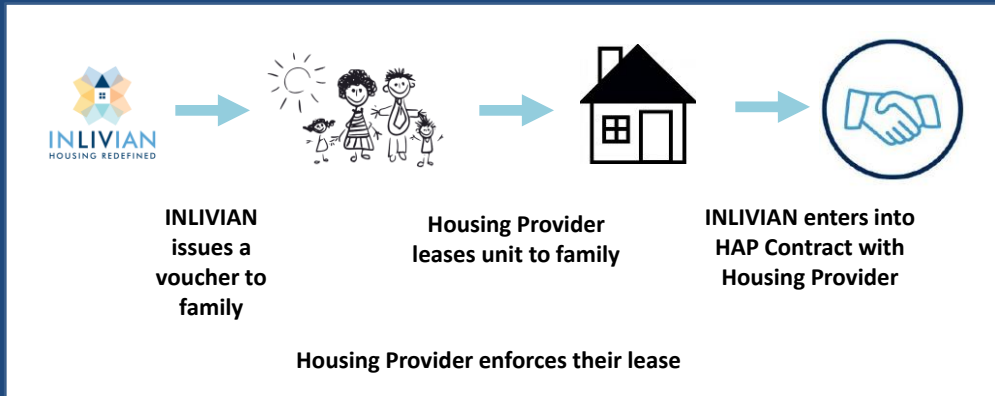 INLIVIAN
HOUSING REDEFINED
INLIVIAN
issues a
voucher to
family
Housing Provider
leases unit to family
INLIVIAN enters into
HAP Contract with
Housing Provider
Housing Provider enforces their lease